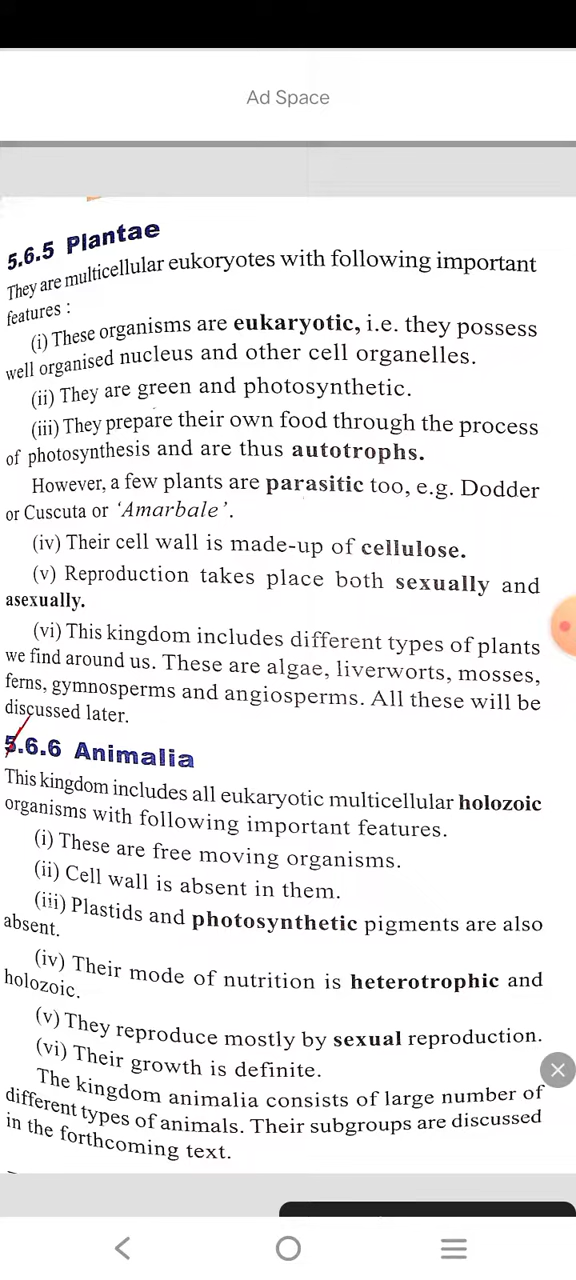 Ad Space
5.6.5 Plantae
They are multicellular eukoryotes with following important
features :
(i) These organisms are eukaryotic, i.e. they possess
well organised nucleus and other cell organelles.
(ii) They are green and photosynthetic.
(iii) They prepare their own food through the process
of photosynthesis and are thus autotrophs.
However, a few plants are parasitic too, e.g. Dodder
or Cuscuta or ‘Amarbale’.
(iv) Their cell wall is made-up of cellulose.
(v) Reproduction takes place both sexually and
asexually.
(vi) This kingdom includes different types of plants
we find around us. These are algae, liverworts, mosses,
ferns, gymnosperms and angiosperms. All these will be
discussed later.
5.6.6 Animalia
This kingdom includes all eukaryotic multicellular holozoic
organisms with following important features.
(i) These are free moving organisms.
(ii) Cell wall is absent in them.
(iii) Plastids and photosynthetic pigments are also
absent.
(iv) Their mode of nutrition is heterotrophic and
holozoic.
(v) They reproduce mostly by sexual reproduction.
(vi) Their growth is definite.
The kingdom animalia consists of large number of
different types of animals. Their subgroups are discussed
in the forthcoming text.